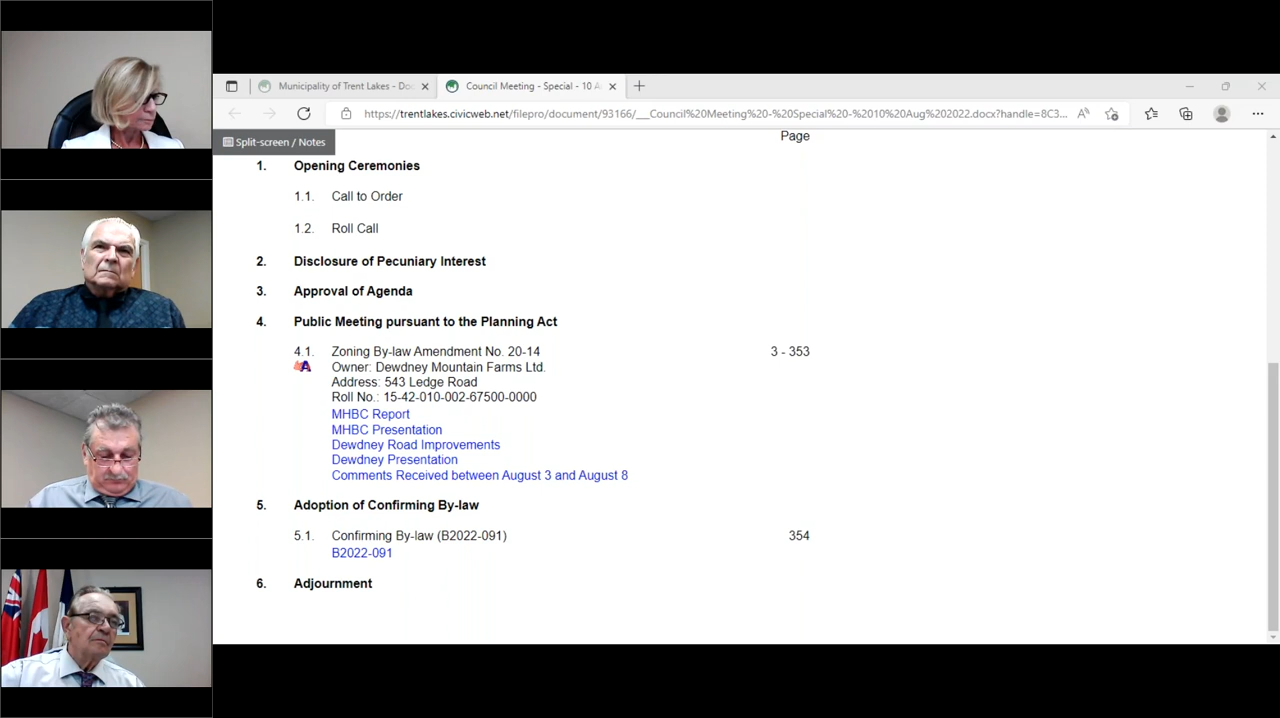 Municipality of Trent Lakes - Doc
Council Meeting - Special - 10 A
https://trentlakes.civicweb.net/filepro/document/93166/__Council%20Meeting%20-%20Special%20-%2010%20Aug%202022.docx?handle=8C3...
Split-screen / Notes
Page
1. Opening Ceremonies
1.1. Call to Order
1.2. Roll Call
2. Disclosure of Pecuniary Interest
3. Approval of Agenda
4. Public Meeting pursuant to the Planning Act
4.1. Zoning By-law Amendment No. 20-14 3 - 353
Owner: Dewdney Mountain Farms Ltd.
Address: 543 Ledge Road
Roll No.: 15-42-010-002-67500-0000
MHBC Report
MHBC Presentation
Dewdney Road Improvements
Dewdney Presentation
Comments Received between August 3 and August 8
5. Adoption of Confirming By-law
5.1. Confirming By-law (B2022-091) 354
B2022-091
6. Adjournment